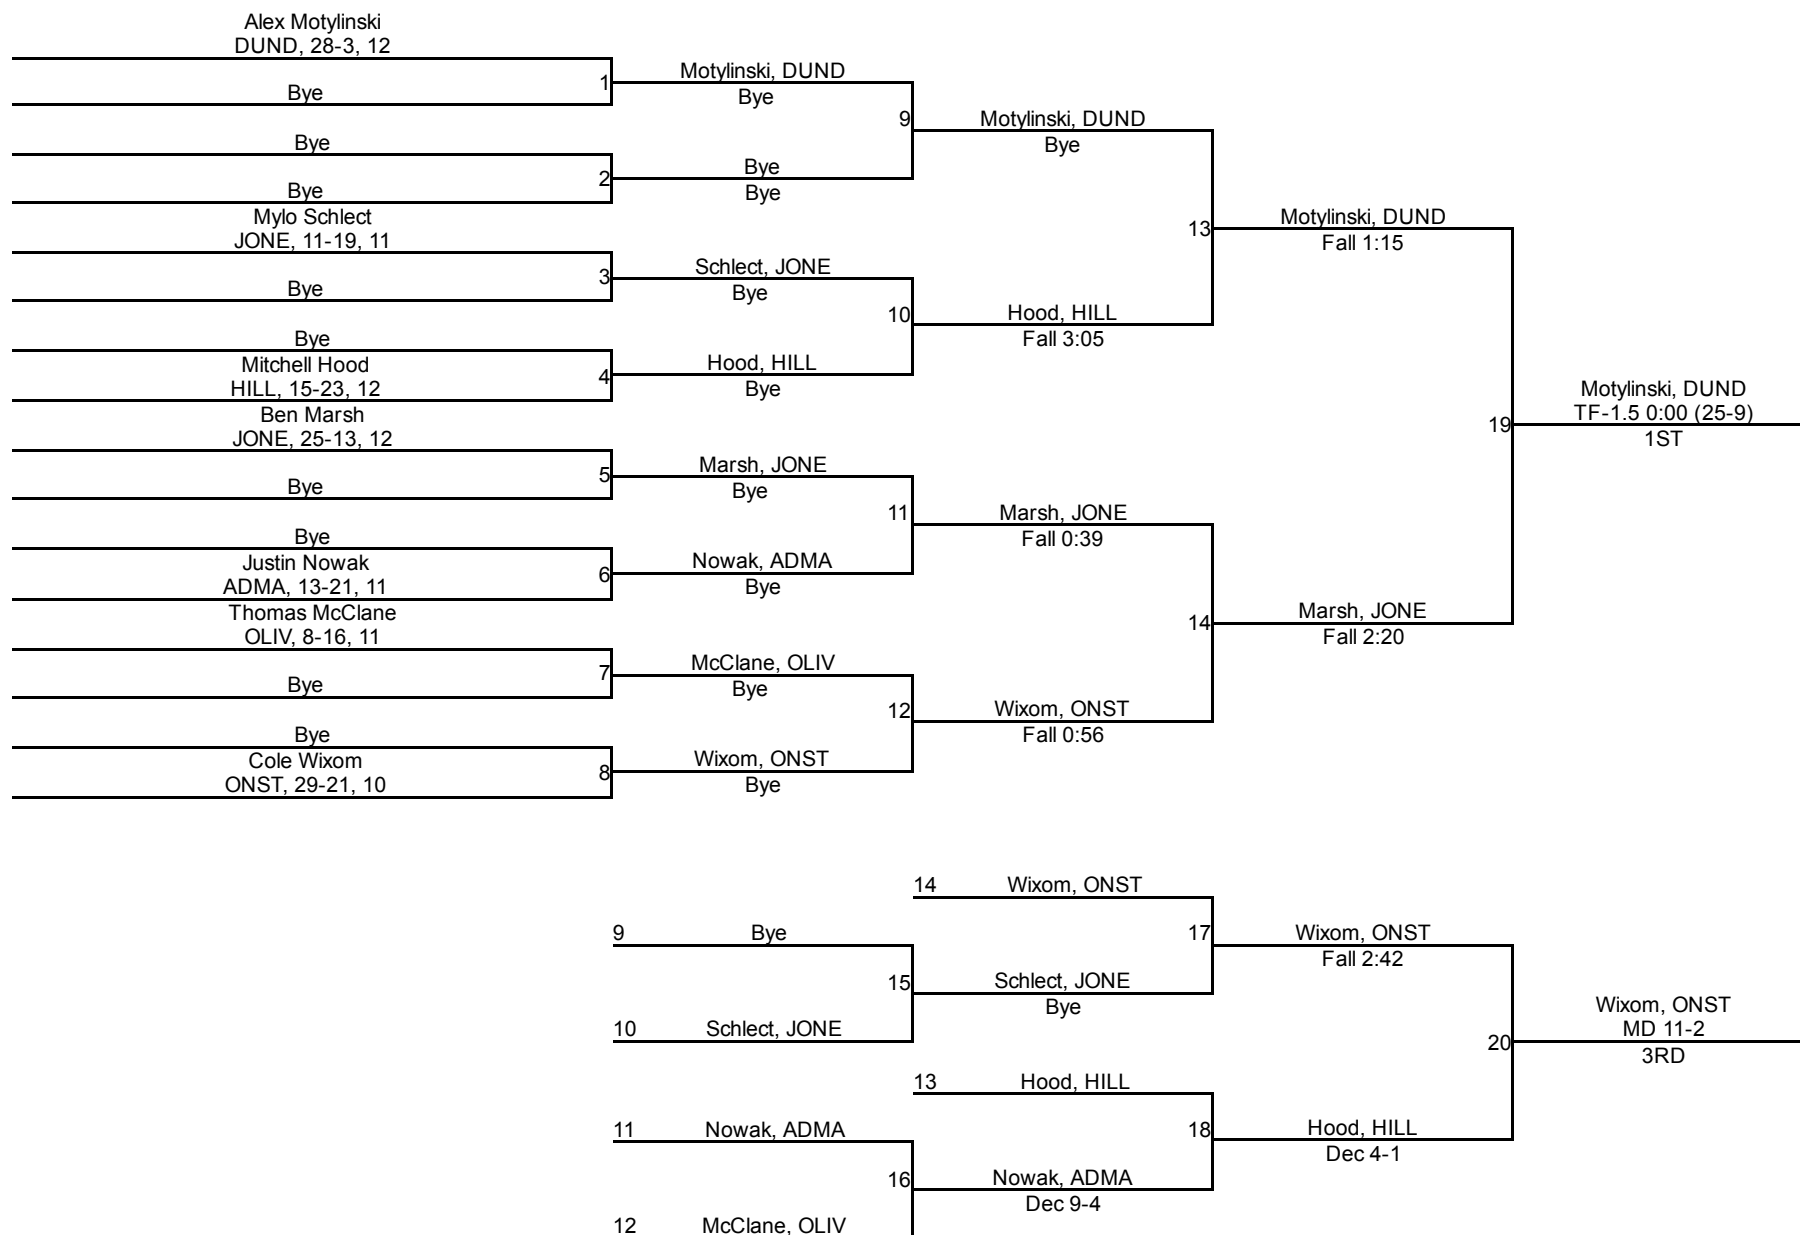 Alex Motylinski
DUND, 28-3, 12
Bye
1
Motylinski, DUND
Bye
Bye
2
Bye
Bye
Bye
9
Motylinski, DUND
Bye
Mylo Schlect
JONE, 11-19, 11
Bye
3
Schlect, JONE
Bye
Bye
Mitchell Hood
HILL, 15-23, 12
4
Hood, HILL
Bye
10
Hood, HILL
Fall 3:05
13
Motylinski, DUND
Fall 1:15
Ben Marsh
JONE, 25-13, 12
Bye
5
Marsh, JONE
Bye
Bye
Justin Nowak
ADMA, 13-21, 11
6
Nowak, ADMA
Bye
11
Marsh, JONE
Fall 0:39
Thomas McClane
OLIV, 8-16, 11
Bye
7
McClane, OLIV
Bye
Bye
Cole Wixom
ONST, 29-21, 10
8
Wixom, ONST
Bye
12
Wixom, ONST
Fall 0:56
14
Marsh, JONE
Fall 2:20
19
Motylinski, DUND
TF-1.5 0:00 (25-9)
1ST
14
Wixom, ONST
9
Bye
10
Schlect, JONE
15
Schlect, JONE
Bye
17
Wixom, ONST
Fall 2:42
13
Hood, HILL
11
Nowak, ADMA
12
McClane, OLIV
16
Nowak, ADMA
Dec 9-4
18
Hood, HILL
Dec 4-1
20
Wixom, ONST
MD 11-2
3RD